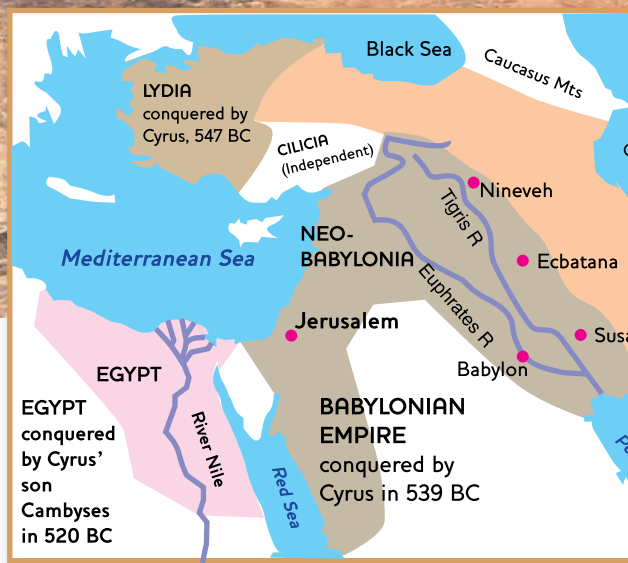 Black Sea
Caucasus Mts
LYDIA
conquered by
Cyrus, 547 BC
CILICIA
(Independent)
Nineveh
Tigris R
NEO-
BABYLONIA
Mediterranean Sea
Ecbatana
Euphrates R
Jerusalem
Babylon
EGYPT
EGYPT
conquered
by Cyrus’
son
Cambyses
in 520 BC
River Nile
Red Sea
BABYLONIAN
EMPIRE
conquered by
Cyrus in 539 BC